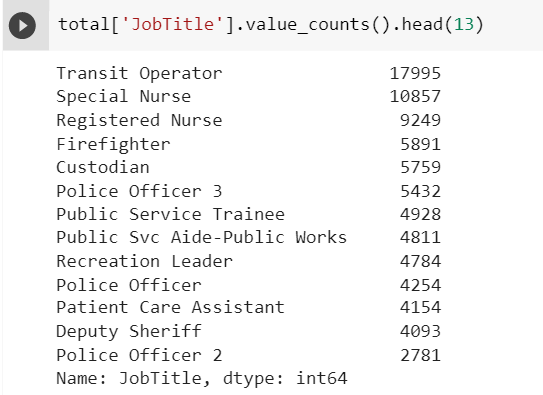 total['JobTitle'].value_counts().head(13)
Transit Operator 17995
Special Nurse 10857
Registered Nurse 9249
Firefighter 5891
Custodian 5759
Police Officer 3 5432
Public Service Trainee 4928
Public Svc Aide-Public Works 4811
Recreation Leader 4784
Police Officer 4254
Patient Care Assistant 4154
Deputy Sheriff 4093
Police Officer 2 2781
Name: JobTitle, dtype: int64